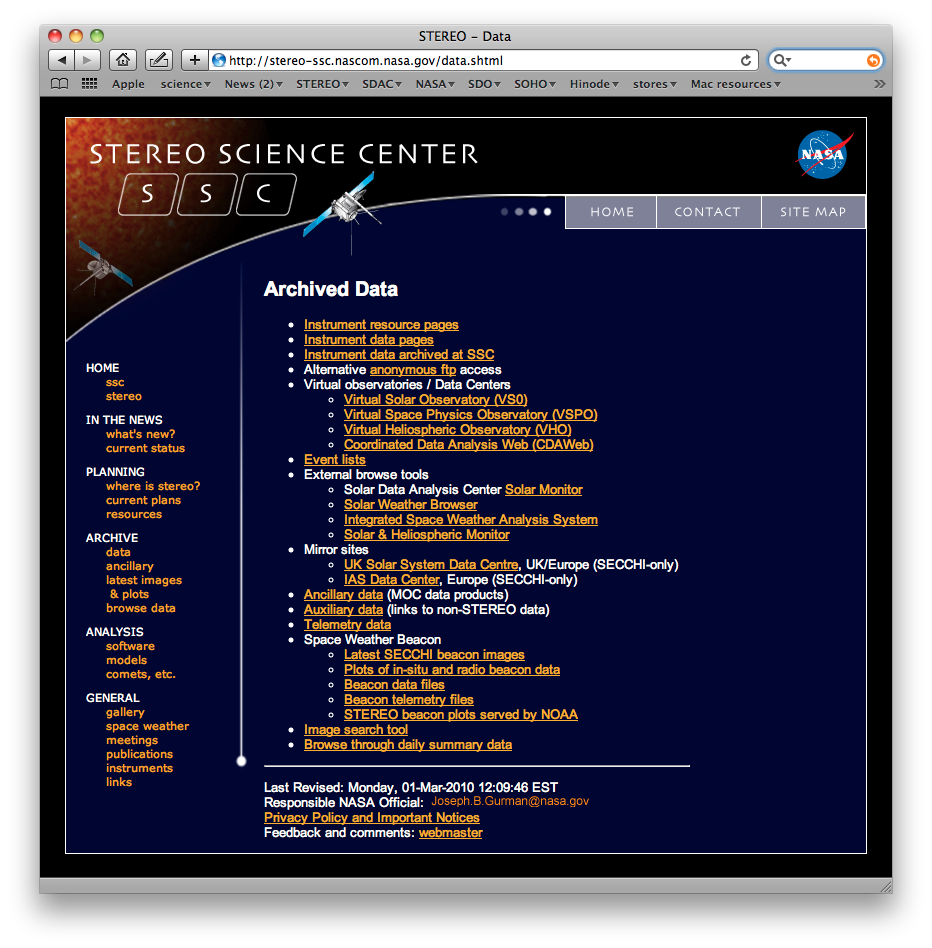 STEREO – Data
http://stereo-ssc.nascom.nasa.gov/data.shtml
Apple science News (2) STEREO SDAC NASA SDO SOHO Hinode stores Mac resources
STEREO SCIENCE CENTER
S S C
NASA
HOME CONTACT SITE MAP
HOME
ssc
stereo
IN THE NEWS
what's new?
current status
PLANNING
where is stereo?
current plans
resources
ARCHIVE
data
ancillary
latest images
& plots
browse data
ANALYSIS
software
models
comets, etc.
GENERAL
gallery
space weather
meetings
publications
instruments
links
Archived Data
Instrument resource pages
Instrument data pages
Instrument data archived at SSC
Alternative anonymous ftp access
Virtual observatories / Data Centers
Virtual Solar Observatory (VS0)
Virtual Space Physics Observatory (VSPO)
Virtual Heliospheric Observatory (VHO)
Coordinated Data Analysis Web (CDAWeb)
Event lists
External browse tools
Solar Data Analysis Center Solar Monitor
Solar Weather Browser
Integrated Space Weather Analysis System
Solar & Heliospheric Monitor
Mirror sites
UK Solar System Data Centre, UK/Europe (SECCHI-only)
IAS Data Center, Europe (SECCHI-only)
Ancillary data (MOC data products)
Auxiliary data (links to non-STEREO data)
Telemetry data
Space Weather Beacon
Latest SECCHI beacon images
Plots of in-situ and radio beacon data
Beacon data files
Beacon telemetry files
STEREO beacon plots served by NOAA
Image search tool
Browse through daily summary data
Last Revised: Monday, 01-Mar-2010 12:09:46 EST
Responsible NASA Official: Joseph.B.Gurman@nasa.gov
Privacy Policy and Important Notices
Feedback and comments: webmaster